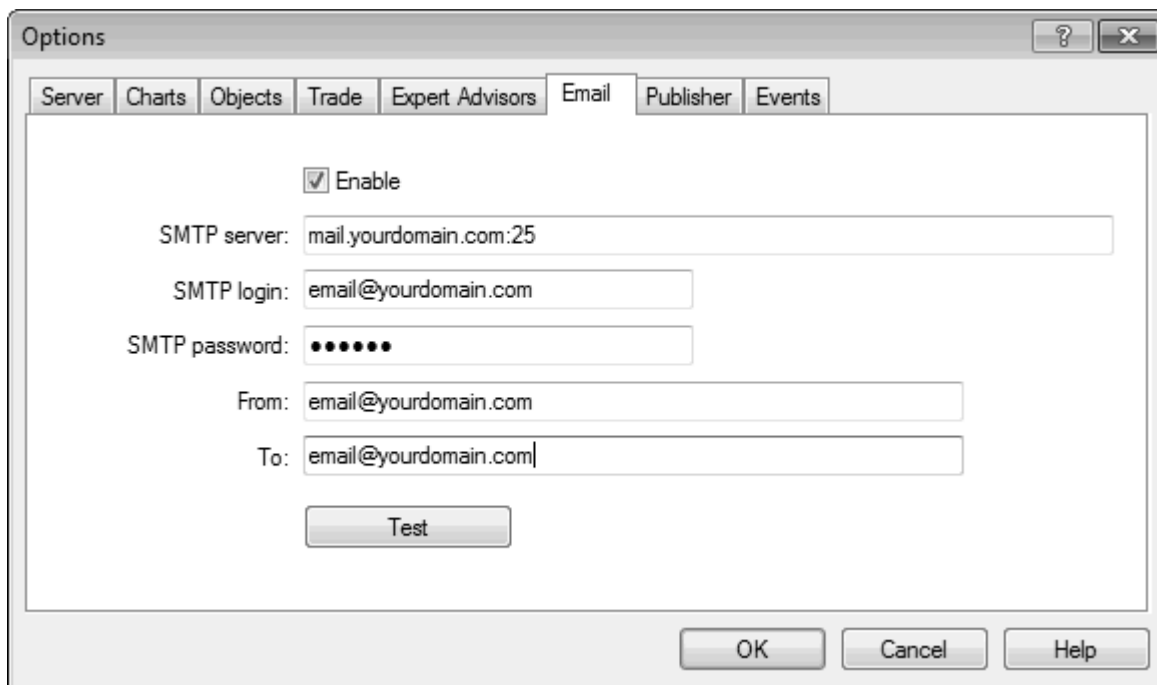 Options
Server Charts Objects Trade Expert Advisors Email Publisher Events
Enable
SMTP server: mail.yourdomain.com:25
SMTP login: email@yourdomain.com
SMTP password: ●●●●●●
From: email@yourdomain.com
To: email@yourdomain.com
Test
OK Cancel Help